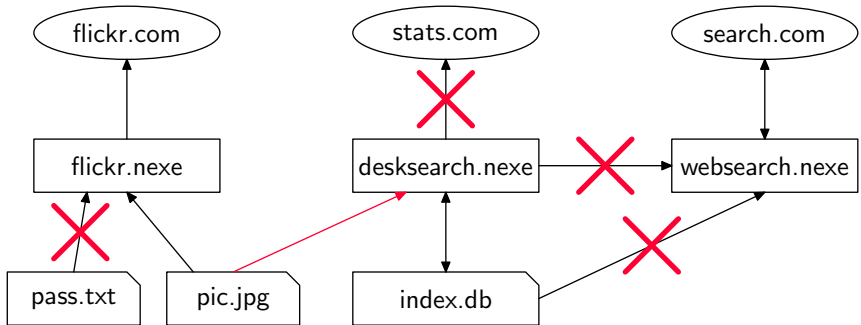 flickr.com
stats.com
search.com
flickr.nexe
desksearch.nexe
websearch.nexe
pass.txt
pic.jpg
index.db